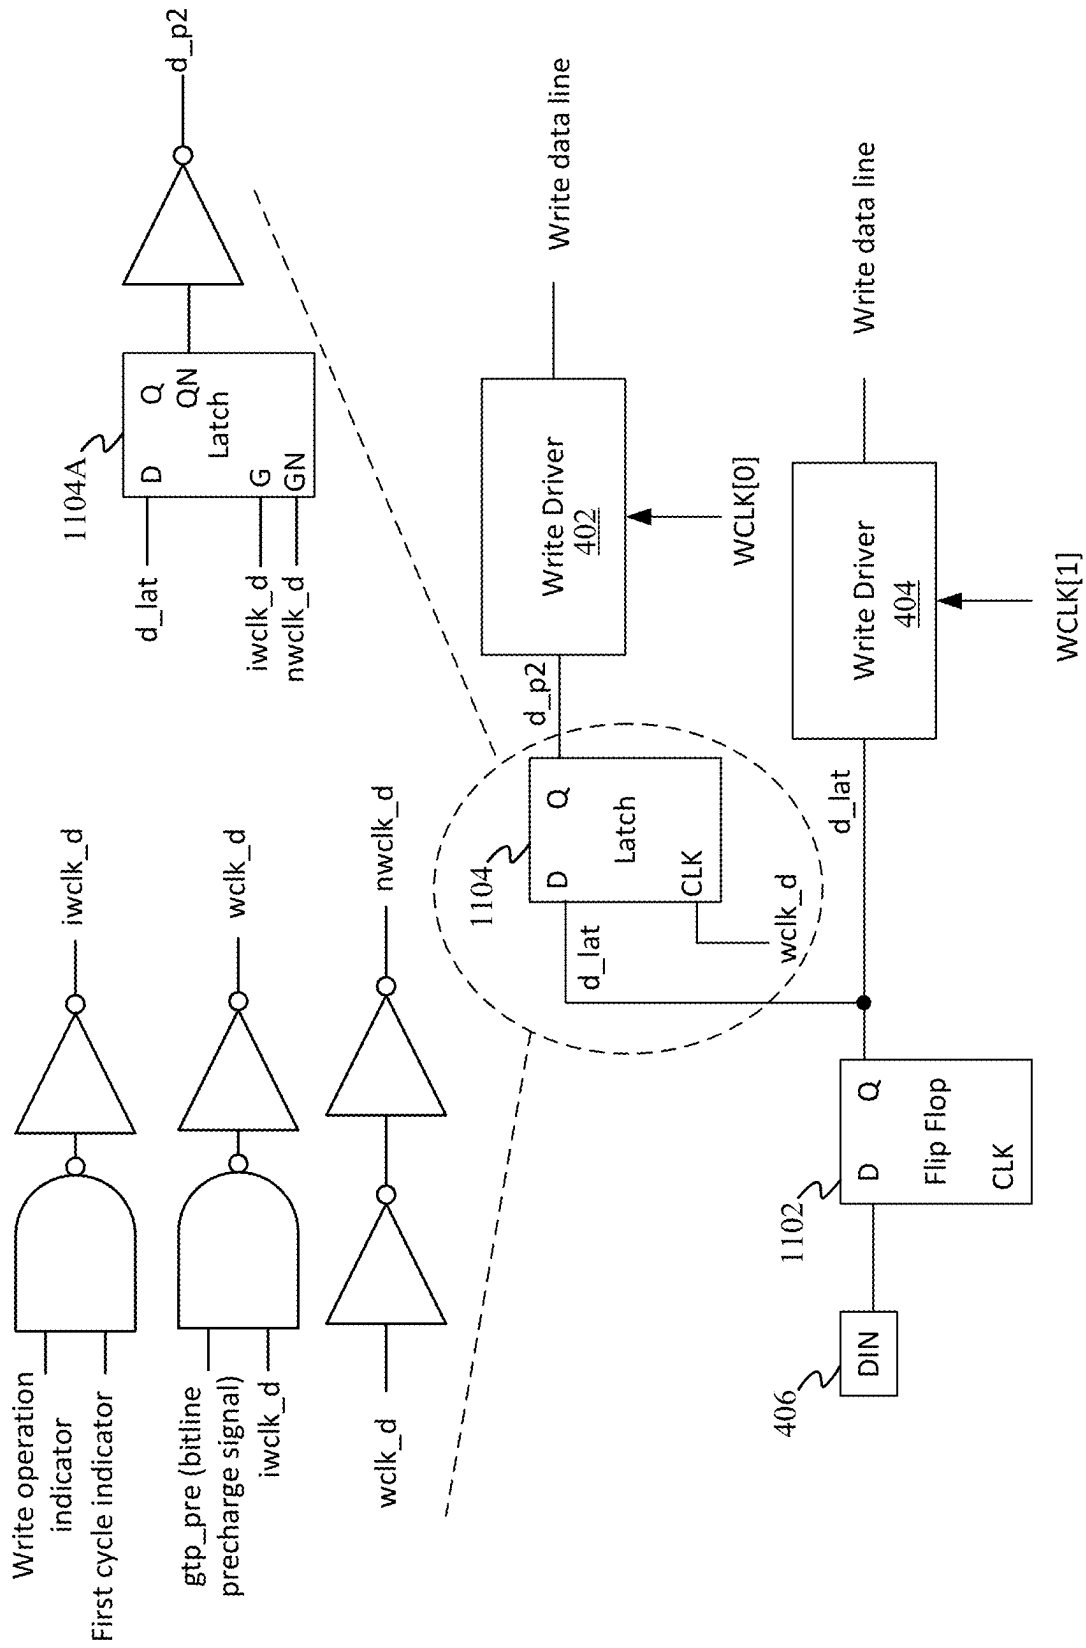 Write operation
indicator
First cycle indicator
iwclk_d
gtp_pre (bitline
precharge signal)
iwclk_d
wclk_d
wclk_d
nwclk_d
1104A
d_lat
D
Q
QN
Latch
G
GN
iwclk_d
nwclk_d
d_p2
1104
d_lat
D
Q
Latch
CLK
wclk_d
d_p2
Write Driver
402
WCLK[0]
Write data line
406
DIN
1102
D
Q
Flip Flop
CLK
d_lat
Write Driver
404
WCLK[1]
Write data line